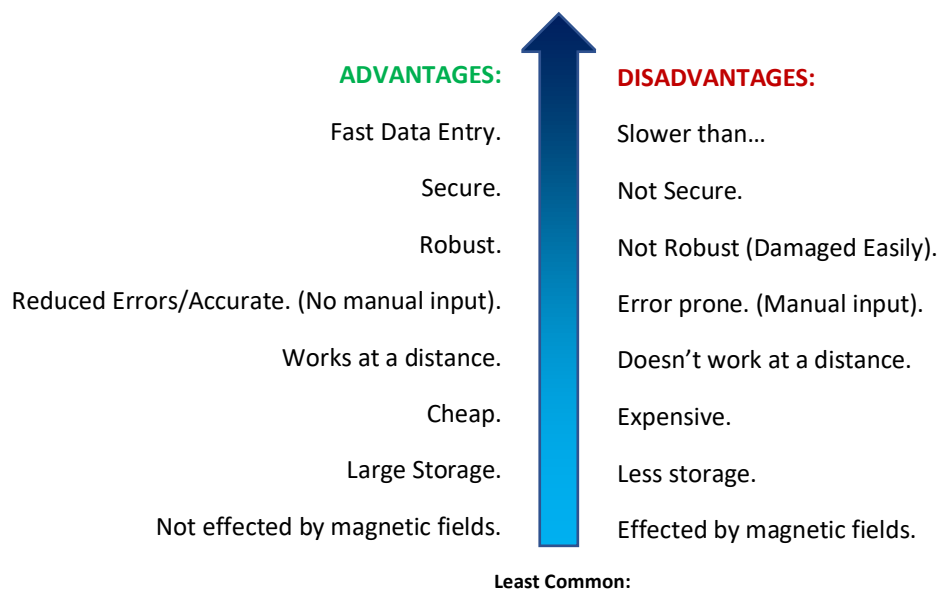 ADVANTAGES:
DISADVANTAGES:
Fast Data Entry.
Slower than…
Secure.
Not Secure.
Robust.
Not Robust (Damaged Easily).
Reduced Errors/Accurate. (No manual input).
Error prone. (Manual input).
Works at a distance.
Doesn’t work at a distance.
Cheap.
Expensive.
Large Storage.
Less storage.
Not effected by magnetic fields.
Effected by magnetic fields.
Least Common: